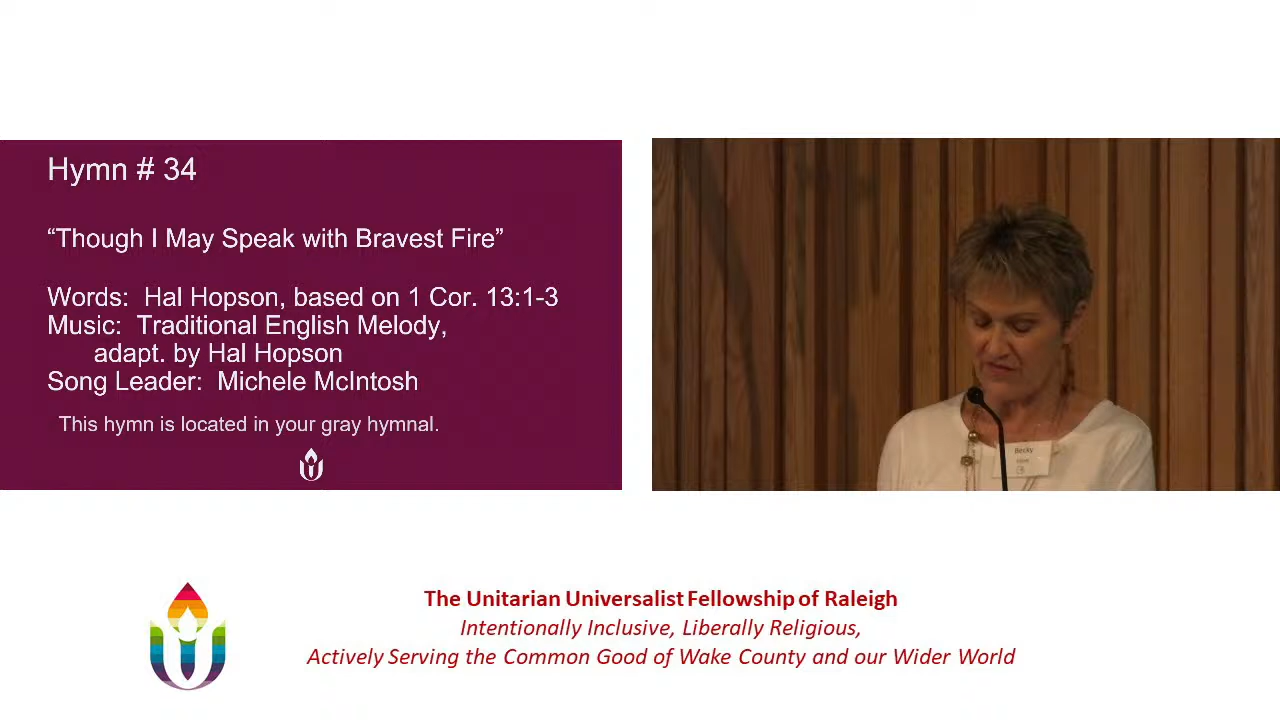 Hymn # 34
“Though I May Speak with Bravest Fire”
Words: Hal Hopson, based on 1 Cor. 13:1-3
Music: Traditional English Melody,
adapt. by Hal Hopson
Song Leader: Michele McIntosh
This hymn is located in your gray hymnal.
Becky
The Unitarian Universalist Fellowship of Raleigh
Intentionally Inclusive, Liberally Religious,
Actively Serving the Common Good of Wake County and our Wider World